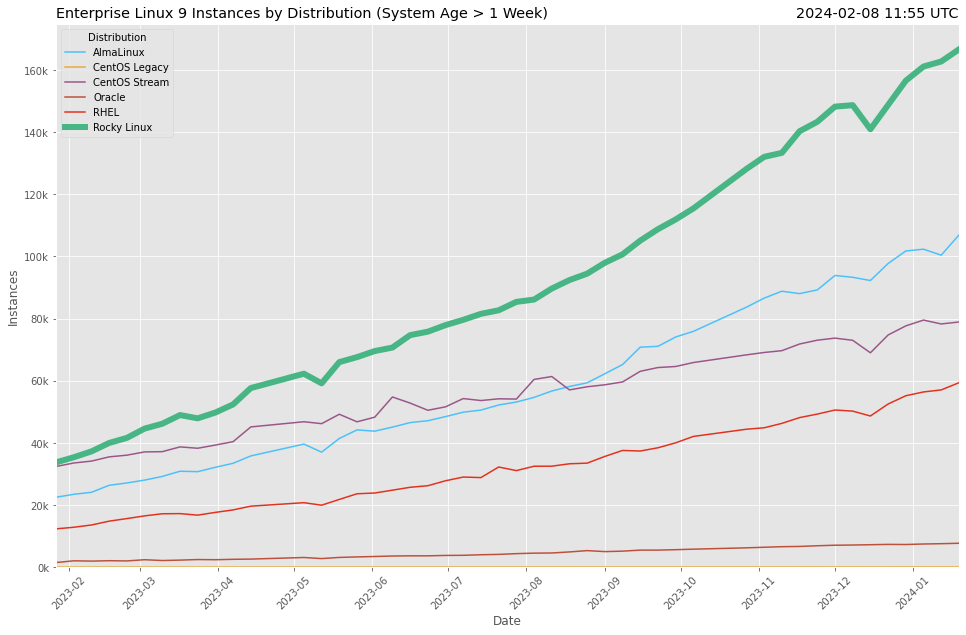 Enterprise Linux 9 Instances by Distribution (System Age > 1 Week) 2024-02-08 11:55 UTC
Distribution
AlmaLinux
CentOS Legacy
CentOS Stream
Oracle
RHEL
Rocky Linux
160k
140k
120k
100k
80k
60k
40k
20k
0k
Instances
2023-02 2023-03 2023-04 2023-05 2023-06 2023-07 2023-08 2023-09 2023-10 2023-11 2023-12 2024-01
Date